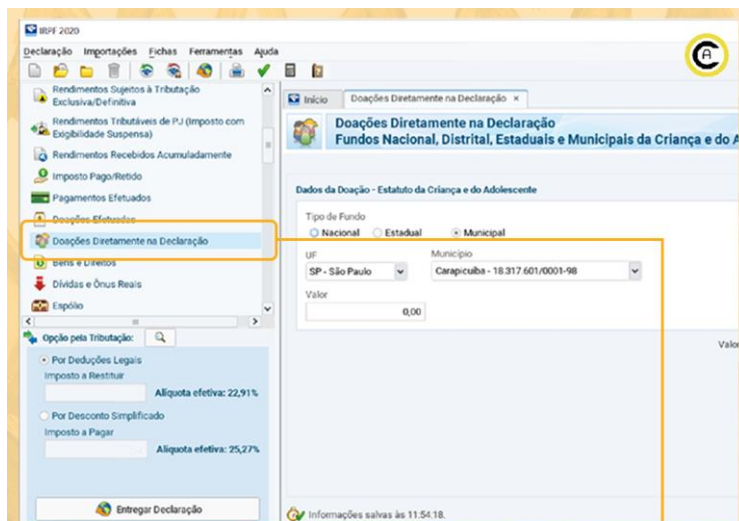 IRPF 2020
Declaração Importações Fichas Ferramentas Ajuda
CA
Rendimentos Sujeitos à Tributação
Exclusiva/Definitiva
Rendimentos Tributáveis de PJ (Imposto com
Exigibilidade Suspensa)
Rendimentos Recebidos Acumuladamente
Imposto Pago/Retido
Pagamentos Efetuados
Doações Efetuadas
Doações Diretamente na Declaração
Bens e Direitos
Dívidas e Ônus Reais
Espólio
Opção pela Tributação:
Por Deduções Legais
Imposto a Restituir
Alíquota efetiva: 22,91%
Por Desconto Simplificado
Imposto a Pagar
Alíquota efetiva: 25,27%
Entregar Declaração
Início Doações Diretamente na Declaração ×
Doações Diretamente na Declaração
Fundos Nacional, Distrital, Estaduais e Municipais da Criança e do A
Dados da Doação - Estatuto da Criança e do Adolescente
Tipo de Fundo
Nacional Estadual Municipal
UF Município
SP - São Paulo Carapicuíba - 18.317.601/0001-98
Valor
0,00
Valor
Informações salvas às 11.54.18.